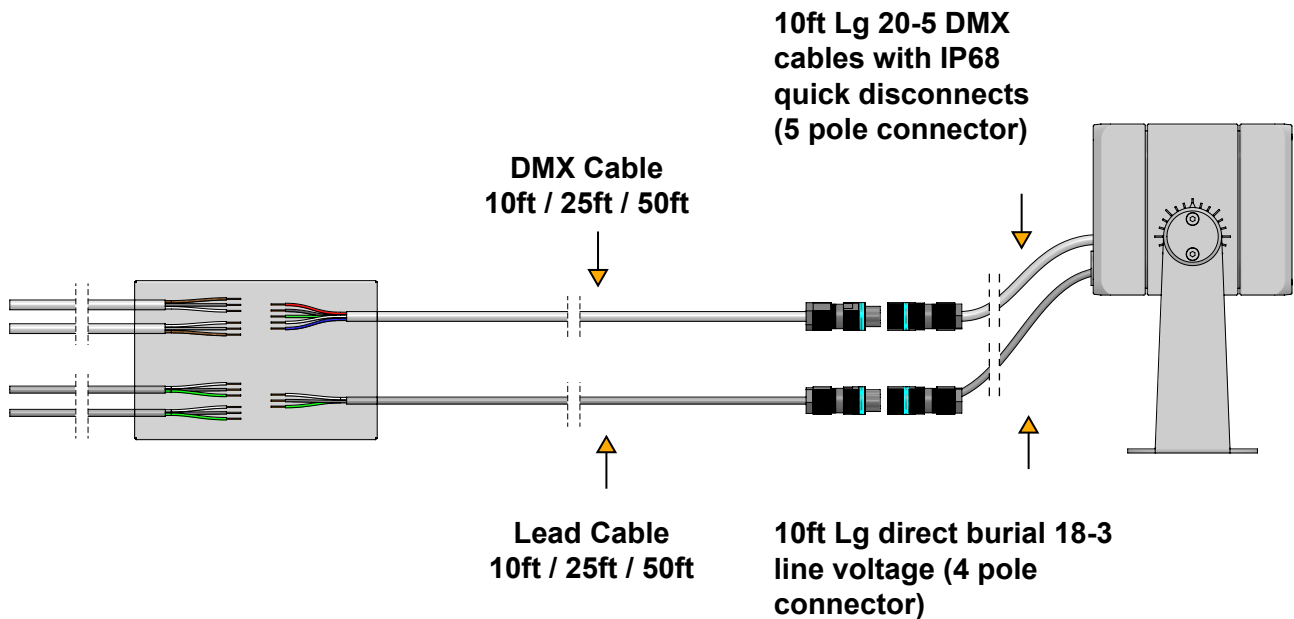 10ft Lg 20-5 DMX
cables with IP68
quick disconnects
(5 pole connector)
DMX Cable
10ft / 25ft / 50ft
Lead Cable
10ft / 25ft / 50ft
10ft Lg direct burial 18-3
line voltage (4 pole
connector)